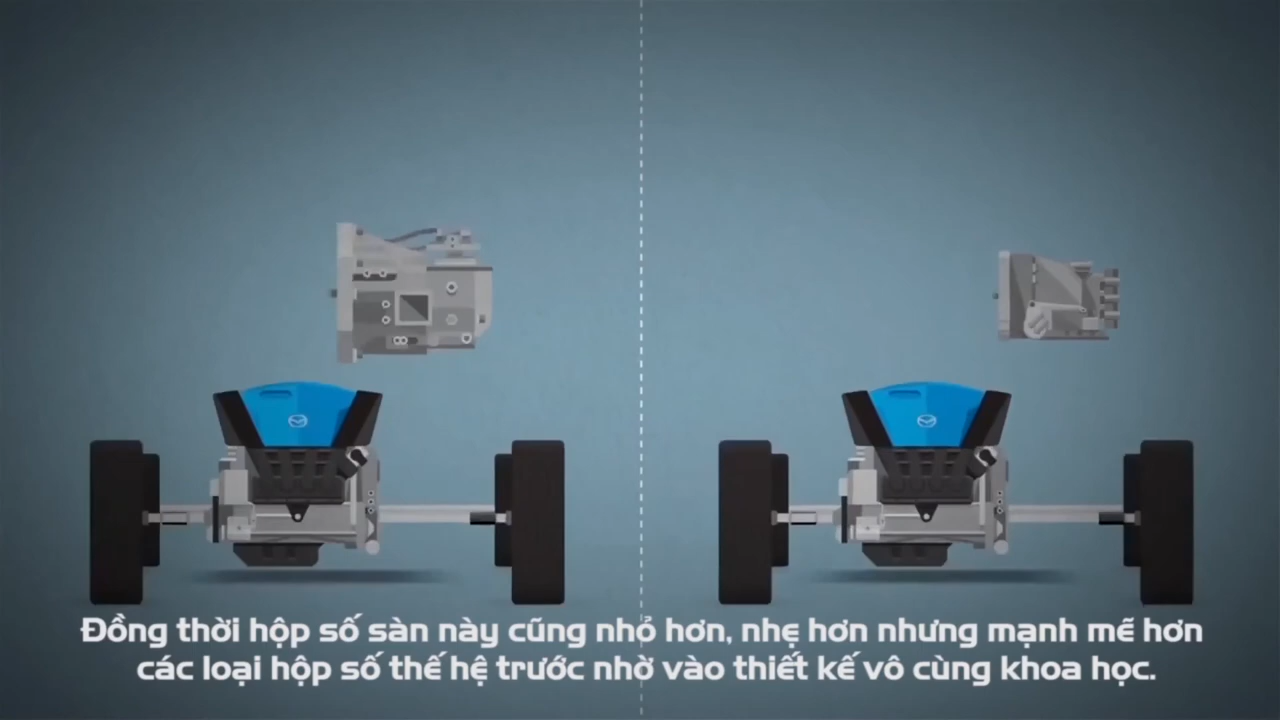 Đồng thời hộp số sàn này cũng nhỏ hơn, nhẹ hơn nhưng mạnh mẽ hơn
các loại hộp số thế hệ trước nhờ vào thiết kế vô cùng khoa học.